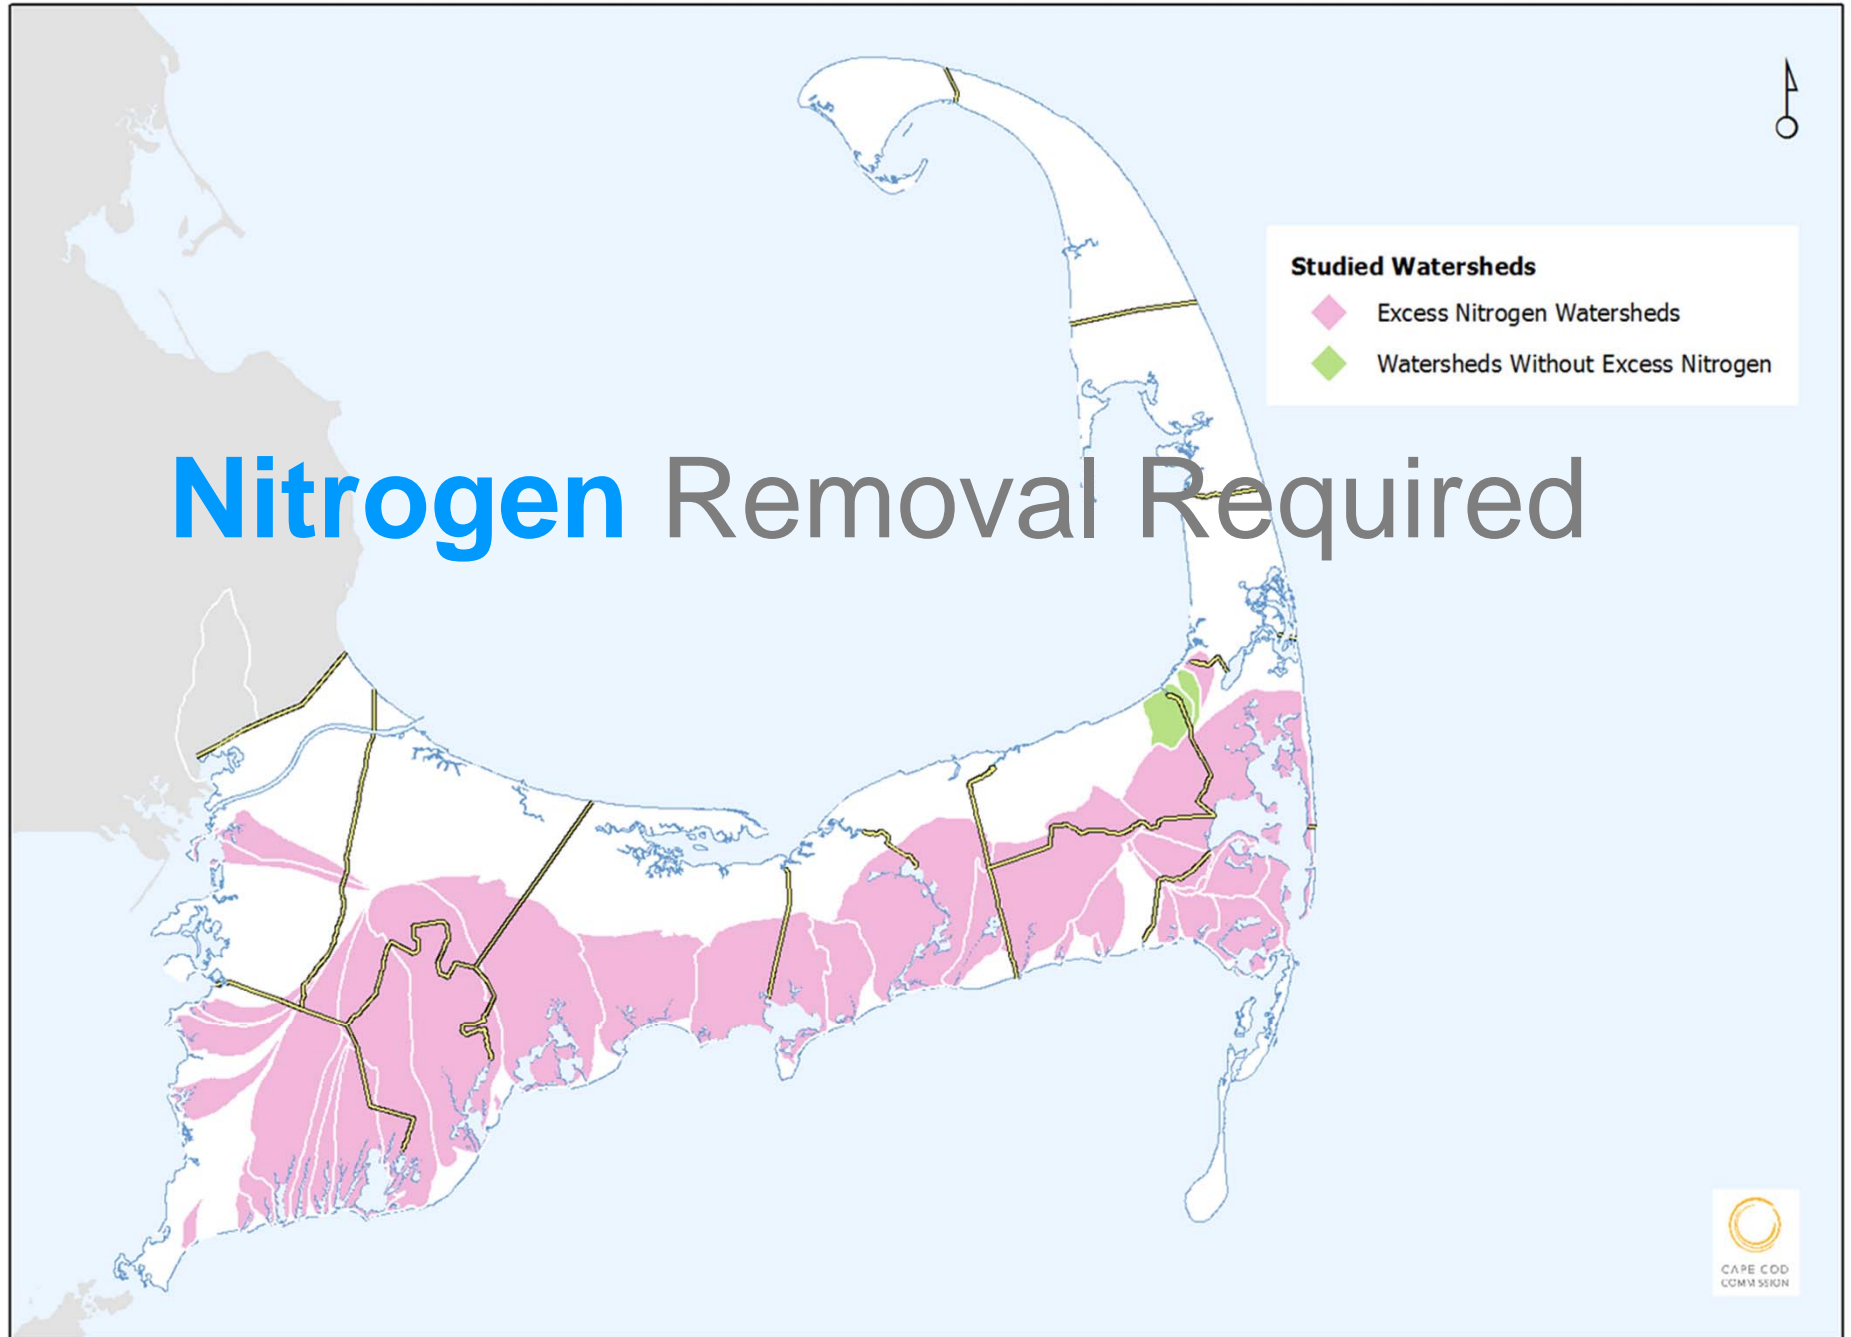 Studied Watersheds
Excess Nitrogen Watersheds
Watersheds Without Excess Nitrogen
Nitrogen Removal Required
CAPE COD
COMMISSION